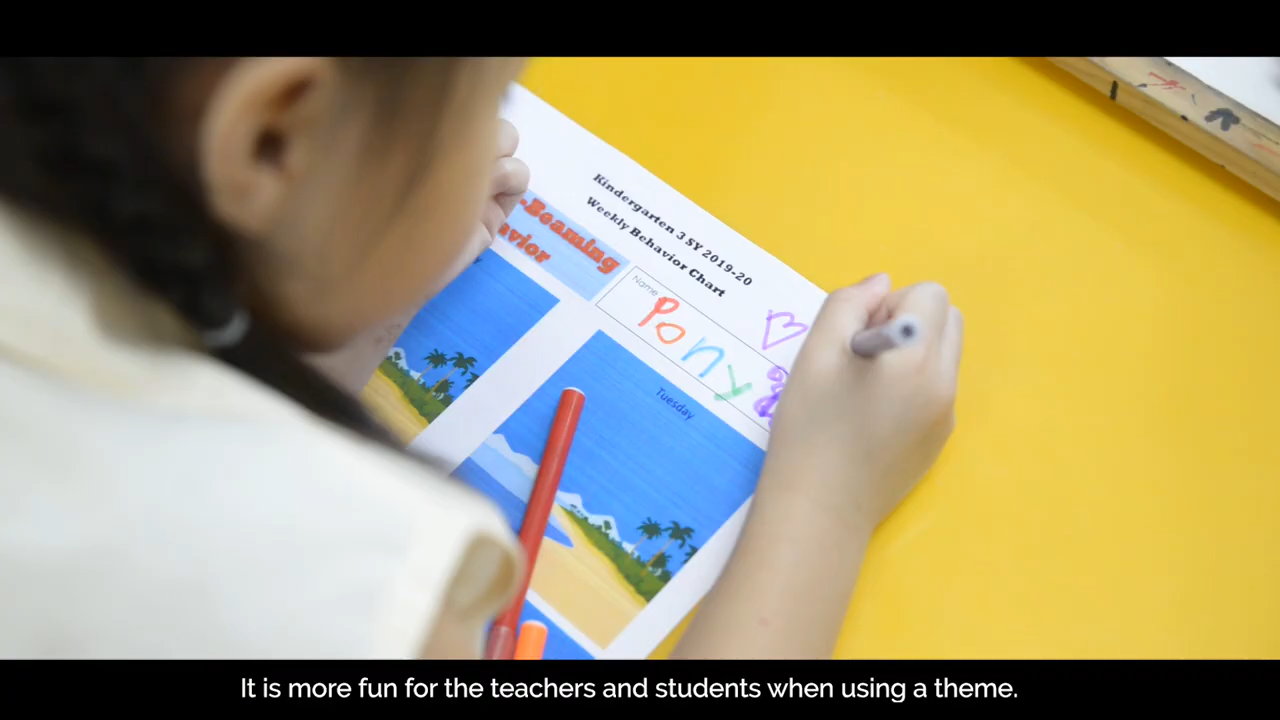 Kindergarten 3 SY 2019-20
Weekly Behavior Chart
-Beaming
avior
Name
Pony
Tuesday
It is more fun for the teachers and students when using a theme.